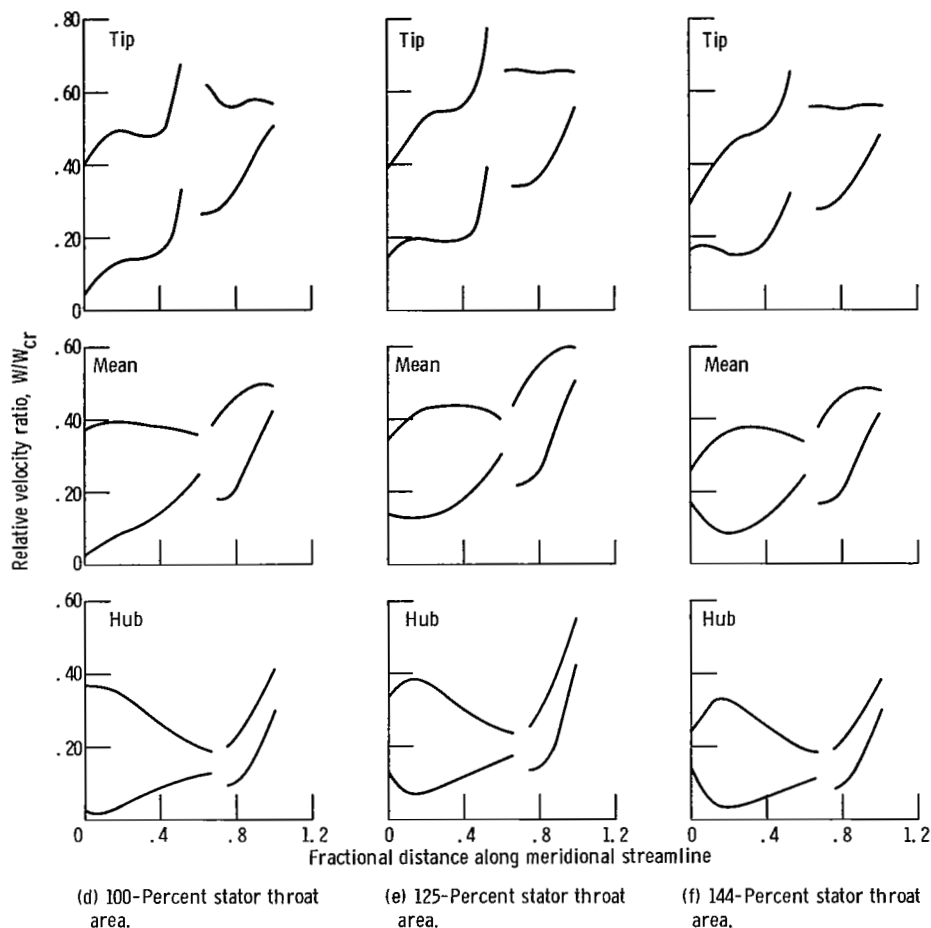 .80
Tip
Tip
Tip
.60
.40
.20
0
.60
Mean
Mean
Mean
.40
.20
0
Relative velocity ratio, W/Wcr
.60
Hub
Hub
Hub
.40
.20
0 .4 .8 1.2
0 .4 .8 1.2
0 .4 .8 1.2
Fractional distance along meridional streamline
(d) 100-Percent stator throat
area.
(e) 125-Percent stator throat
area.
(f) 144-Percent stator throat
area.